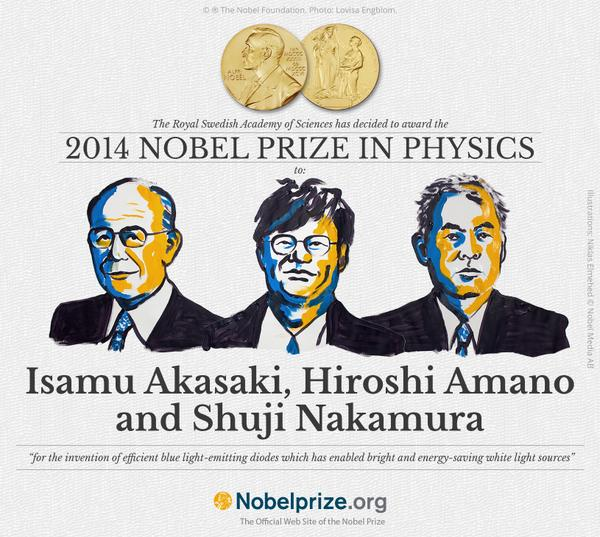 © ® The Nobel Foundation. Photo: Lovisa Engblom.
ALFR.
NOBEL
The Royal Swedish Academy of Sciences has decided to award the
2014 NOBEL PRIZE IN PHYSICS
to:
Illustrations: Niklas Elmehed © Nobel Media AB
Isamu Akasaki, Hiroshi Amano
and Shuji Nakamura
“for the invention of efficient blue light-emitting diodes which has enabled bright and energy-saving white light sources”
Nobelprize.org
The Official Web Site of the Nobel Prize